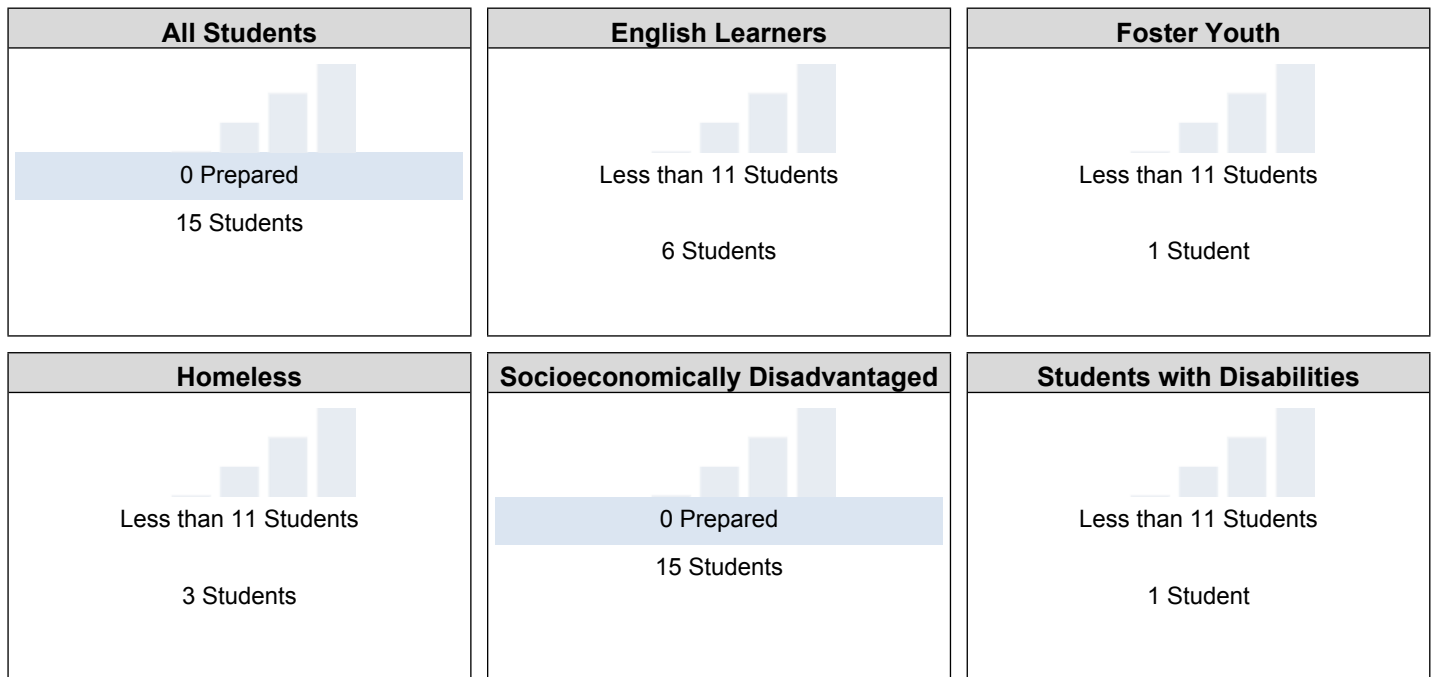 All Students
0 Prepared
15 Students
English Learners
Less than 11 Students
6 Students
Foster Youth
Less than 11 Students
1 Student
Homeless
Less than 11 Students
3 Students
Socioeconomically Disadvantaged
0 Prepared
15 Students
Students with Disabilities
Less than 11 Students
1 Student